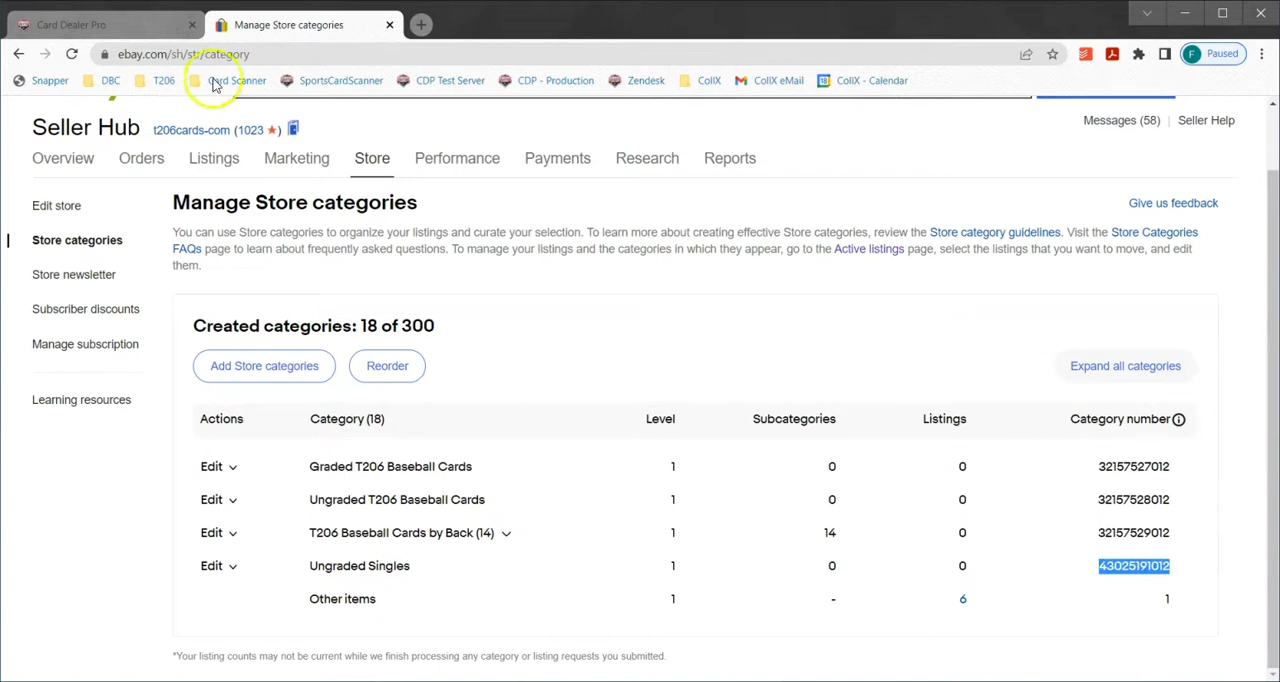 Card Dealer Pro
Manage Store categories
ebay.com/sh/str/category
F Paused
Snapper DBC T206 Card Scanner SportsCardScanner CDP Test Server CDP - Production Zendesk CollX CollX eMail CollX - Calendar
Seller Hub t206cards-com (1023 ★) Messages (58) | Seller Help
Overview Orders Listings Marketing Store Performance Payments Research Reports
Edit store
Store categories
Store newsletter
Subscriber discounts
Manage subscription
Learning resources
Manage Store categories Give us feedback
You can use Store categories to organize your listings and curate your selection. To learn more about creating effective Store categories, review the Store category guidelines. Visit the Store Categories
FAQs page to learn about frequently asked questions. To manage your listings and the categories in which they appear, go to the Active listings page, select the listings that you want to move, and edit
them.
Created categories: 18 of 300
Add Store categories Reorder Expand all categories
Actions Category (18) Level Subcategories Listings Category number
Edit Graded T206 Baseball Cards 1 0 0 32157527012
Edit Ungraded T206 Baseball Cards 1 0 0 32157528012
Edit T206 Baseball Cards by Back (14) 1 14 0 32157529012
Edit Ungraded Singles 1 0 0 43025191012
Other items 1 - 6 1
*Your listing counts may not be current while we finish processing any category or listing requests you submitted.